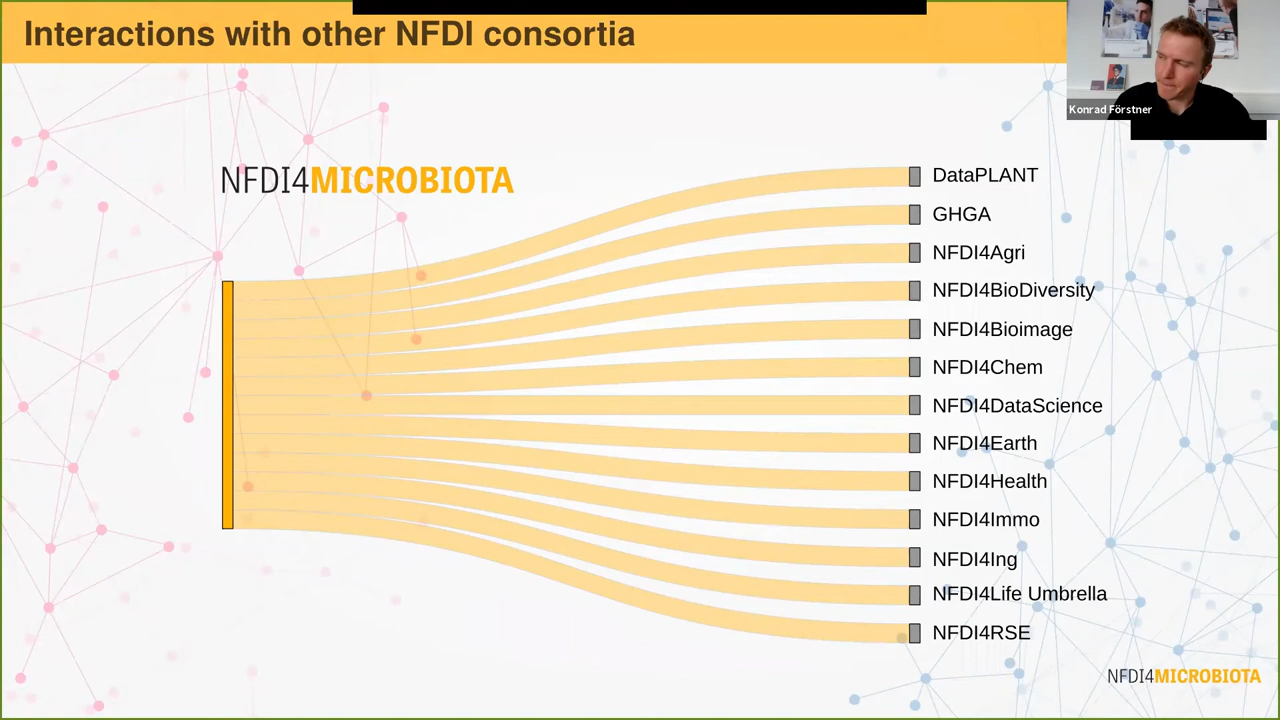 Interactions with other NFDI consortia
Konrad Förstner
NFDI4MICROBIOTA
DataPLANT
GHGA
NFDI4Agri
NFDI4BioDiversity
NFDI4Bioimage
NFDI4Chem
NFDI4DataScience
NFDI4Earth
NFDI4Health
NFDI4Immo
NFDI4Ing
NFDI4Life Umbrella
NFDI4RSE
NFDI4MICROBIOTA